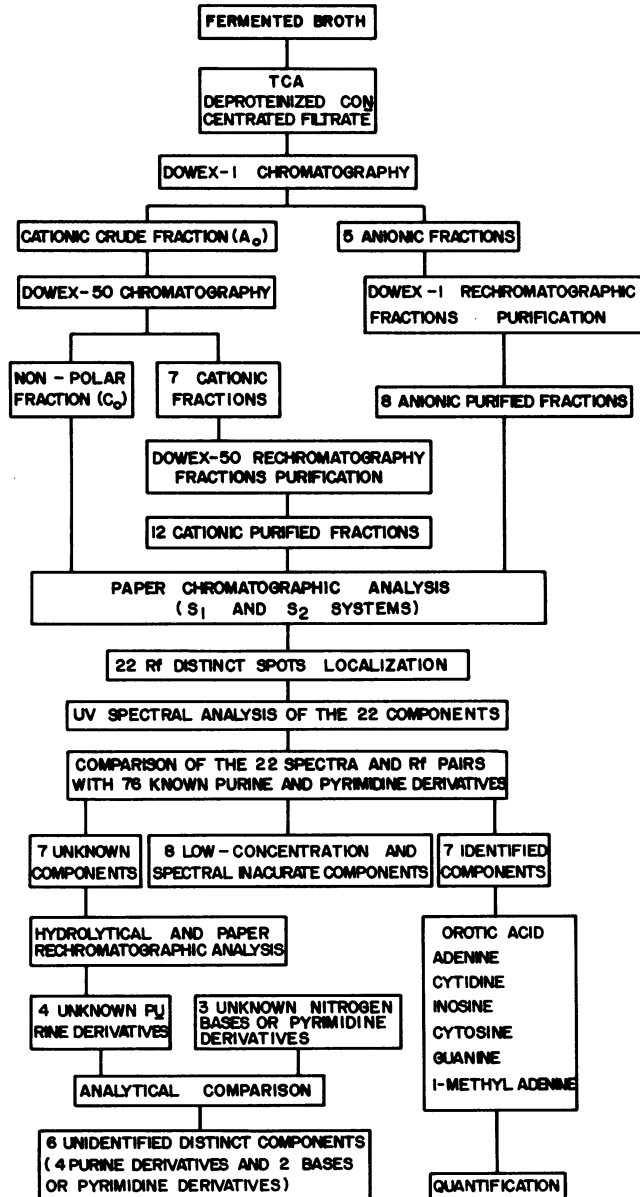 FERMENTED BROTH
TCA
DEPROTEINIZED CON
CENTRATED FILTRATE
DOWEX-1 CHROMATOGRAPHY
CATIONIC CRUDE FRACTION (Ao)
5 ANIONIC FRACTIONS
DOWEX-50 CHROMATOGRAPHY
DOWEX-1 RECHROMATOGRAPHIC
FRACTIONS PURIFICATION
NON-POLAR
FRACTION (Co)
7 CATIONIC
FRACTIONS
8 ANIONIC PURIFIED FRACTIONS
DOWEX-50 RECHROMATOGRAPHY
FRACTIONS PURIFICATION
12 CATIONIC PURIFIED FRACTIONS
PAPER CHROMATOGRAPHIC ANALYSIS
(S1 AND S2 SYSTEMS)
22 Rf DISTINCT SPOTS LOCALIZATION
UV SPECTRAL ANALYSIS OF THE 22 COMPONENTS
COMPARISON OF THE 22 SPECTRA AND Rf PAIRS
WITH 76 KNOWN PURINE AND PYRIMIDINE DERIVATIVES
7 UNKNOWN
COMPONENTS
8 LOW-CONCENTRATION AND
SPECTRAL INACURATE COMPONENTS
7 IDENTIFIED
COMPONENTS
HYDROLYTICAL AND PAPER
RECHROMATOGRAPHIC ANALYSIS
OROTIC ACID
ADENINE
CYTIDINE
INOSINE
CYTOSINE
GUANINE
1-METHYL ADENINE
4 UNKNOWN PU
RINE DERIVATIVES
3 UNKNOWN NITROGEN
BASES OR PYRIMIDINE
DERIVATIVES
ANALYTICAL COMPARISON
6 UNIDENTIFIED DISTINCT COMPONENTS
(4 PURINE DERIVATIVES AND 2 BASES
OR PYRIMIDINE DERIVATIVES)
QUANTIFICATION